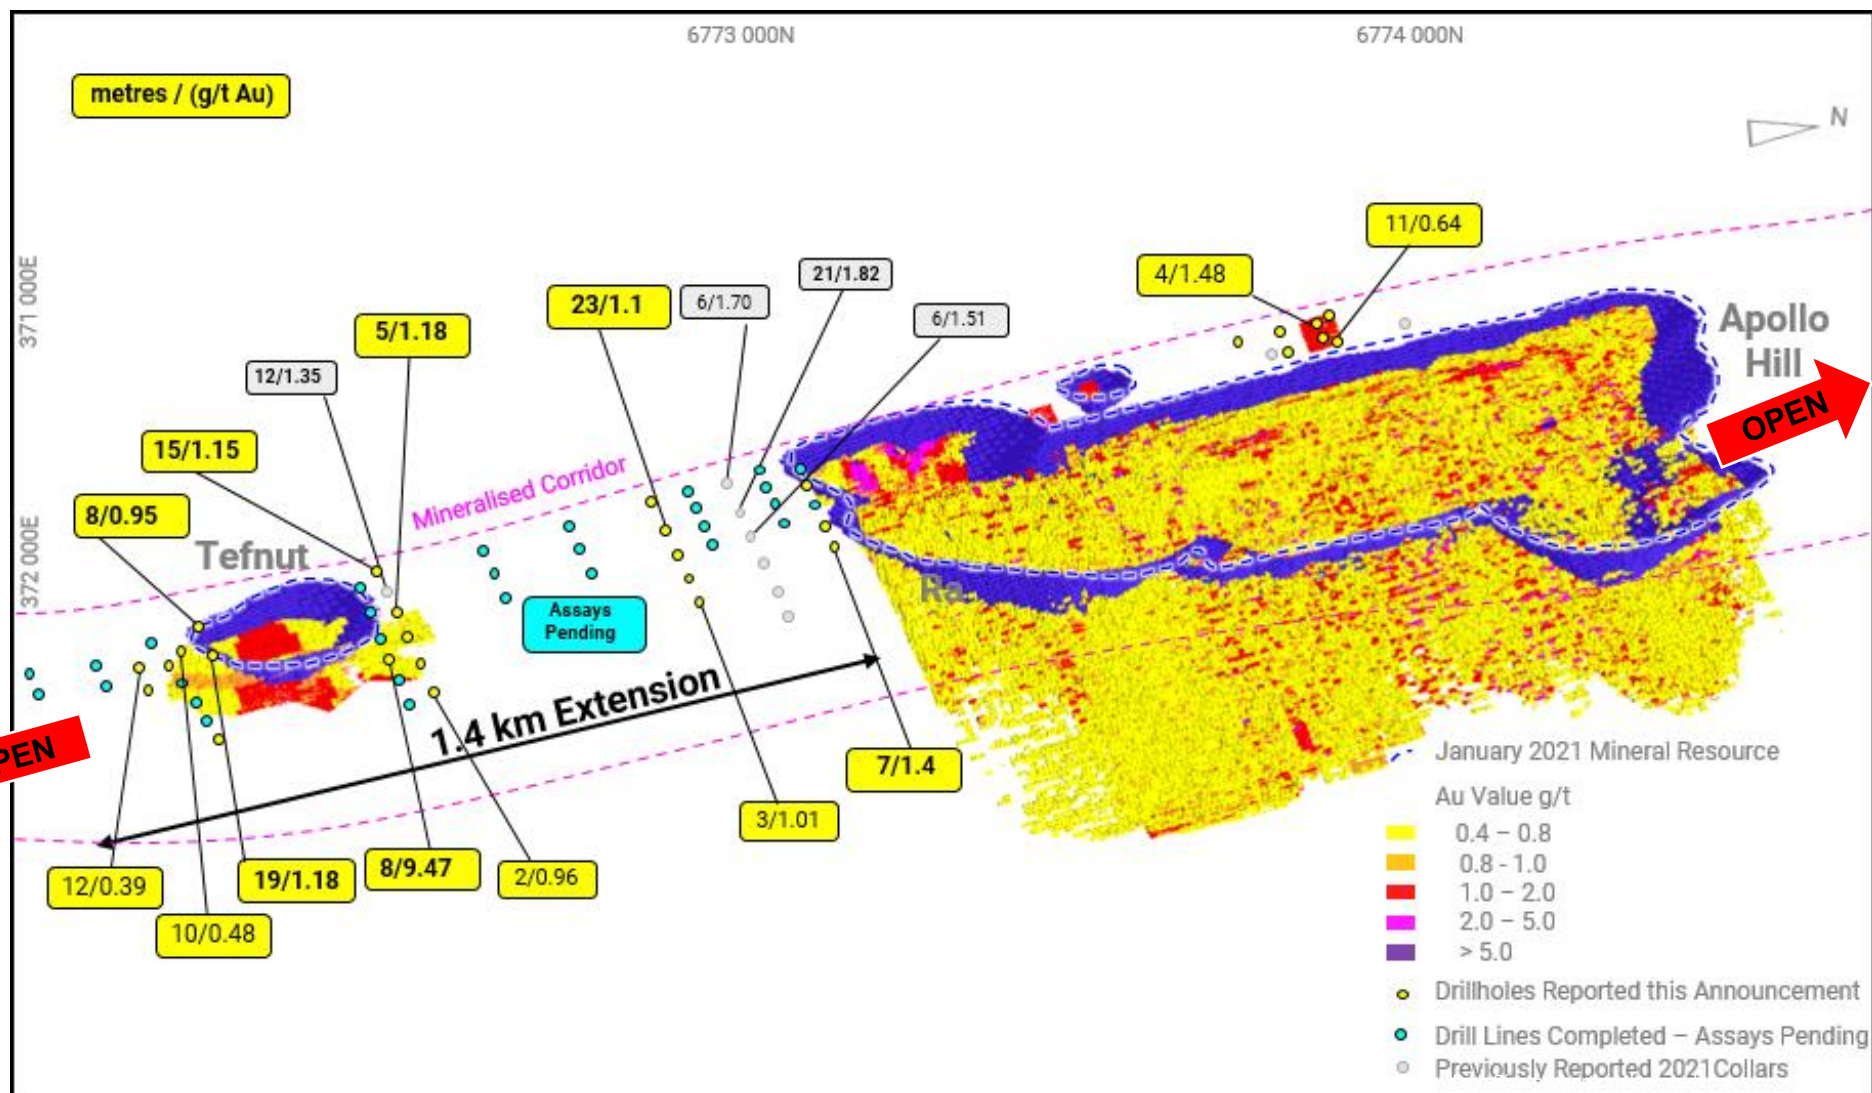 6773 000N
6774 000N
metres / (g/t Au)
N
371 000E
372 000E
11/0.64
4/1.48
21/1.82
6/1.70
6/1.51
23/1.1
5/1.18
12/1.35
15/1.15
8/0.95
Apollo
Hill
OPEN
Mineralised Corridor
Tefnut
Ra
Assays
Pending
1.4 km Extension
PEN
7/1.4
3/1.01
12/0.39
10/0.48
19/1.18
8/9.47
2/0.96
January 2021 Mineral Resource
Au Value g/t
0.4 – 0.8
0.8 - 1.0
1.0 – 2.0
2.0 – 5.0
> 5.0
Drillholes Reported this Announcement
Drill Lines Completed – Assays Pending
Previously Reported 2021Collars